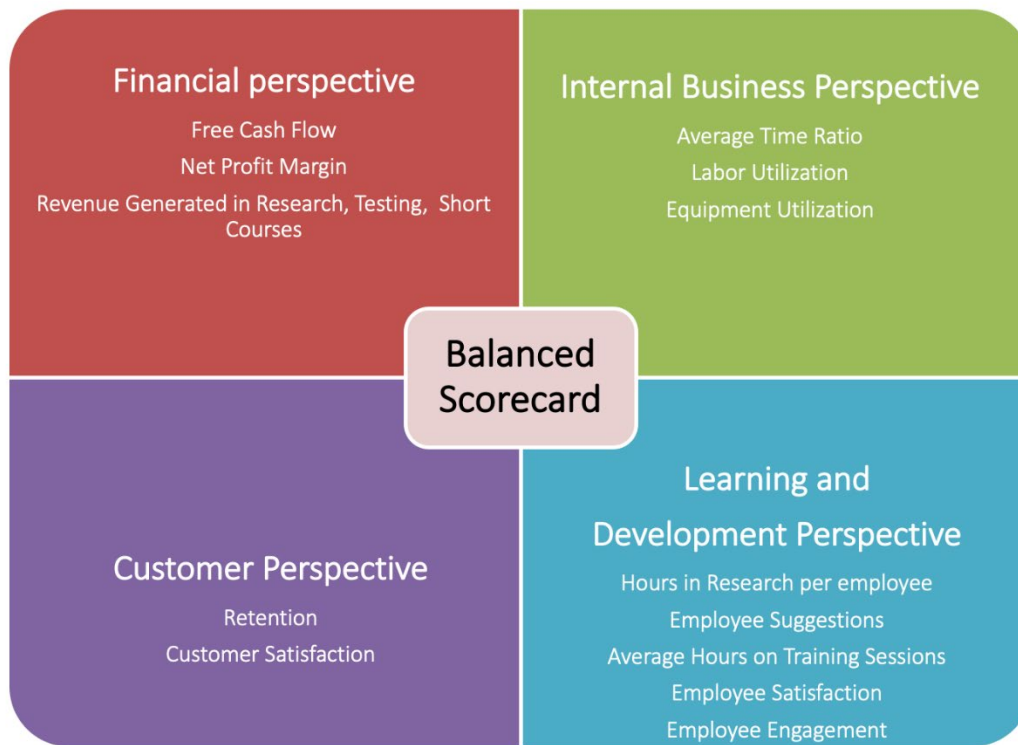 Financial perspective
Free Cash Flow
Net Profit Margin
Revenue Generated in Research, Testing, Short
Courses
Internal Business Perspective
Average Time Ratio
Labor Utilization
Equipment Utilization
Balanced
Scorecard
Customer Perspective
Retention
Customer Satisfaction
Learning and
Development Perspective
Hours in Research per employee
Employee Suggestions
Average Hours on Training Sessions
Employee Satisfaction
Employee Engagement